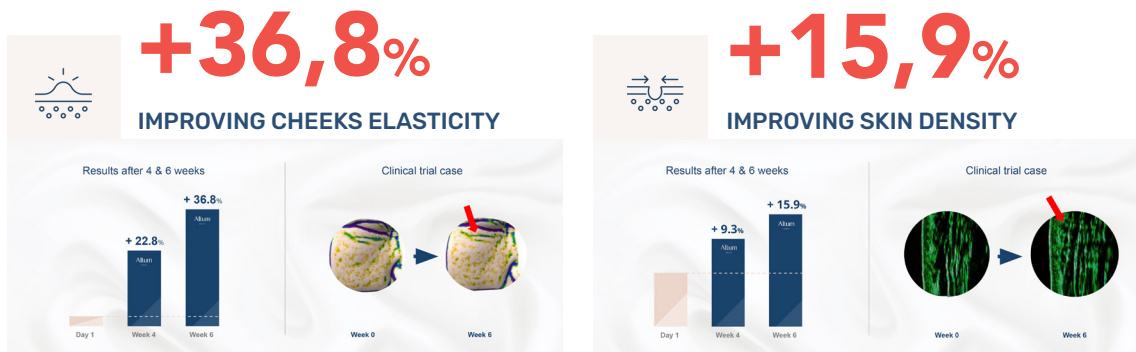 +36,8%
IMPROVING CHEEKS ELASTICITY
Results after 4 & 6 weeks
Clinical trial case
+ 36.8%
Allum
+ 22.8%
Allum
Day 1
Week 4
Week 6
Week 0
Week 6
+15,9%
IMPROVING SKIN DENSITY
Results after 4 & 6 weeks
Clinical trial case
+ 15.9%
Allum
+ 9.3%
Allum
Day 1
Week 4
Week 6
Week 0
Week 6